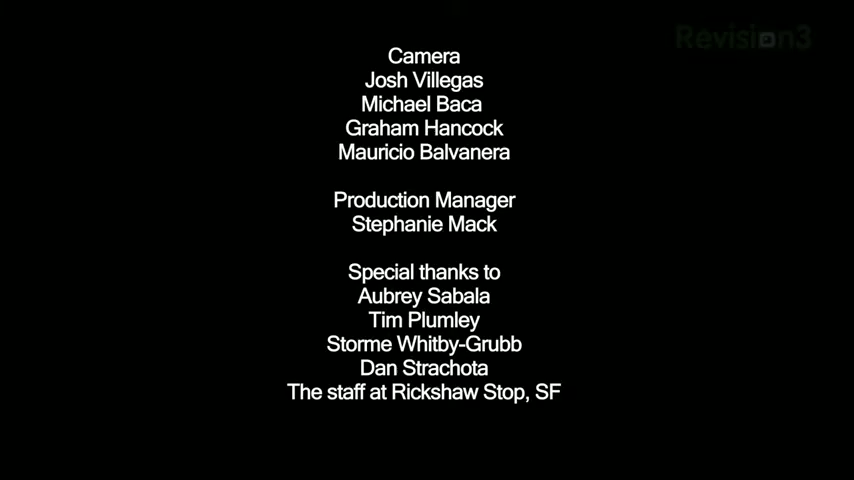 Revision3
Camera
Josh Villegas
Michael Baca
Graham Hancock
Mauricio Balvanera
Production Manager
Stephanie Mack
Special thanks to
Aubrey Sabala
Tim Plumley
Storme Whitby-Grubb
Dan Strachota
The staff at Rickshaw Stop, SF